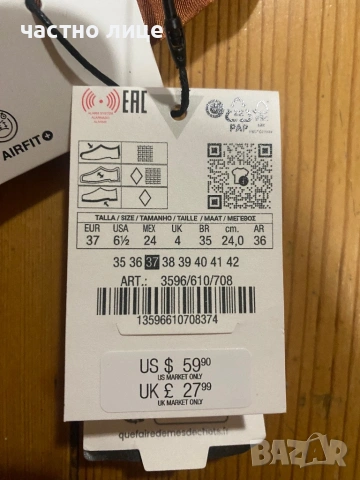 частно лице
AIRFIT+
EAC
PAP
TALLA / SIZE / TAMANHO / TAILLE / MAAT / ΜΕΓΕΘΟΣ
EUR USA MEX UK BR cm. AR
37 6½ 24 4 35 24,0 36
35 36 37 38 39 40 41 42
ART.: 3596/610/708
13596610708374
US $ 59.90
US MARKET ONLY
UK £ 27.99
UK MARKET ONLY
quefairedemesdechets.fr
BAZAR